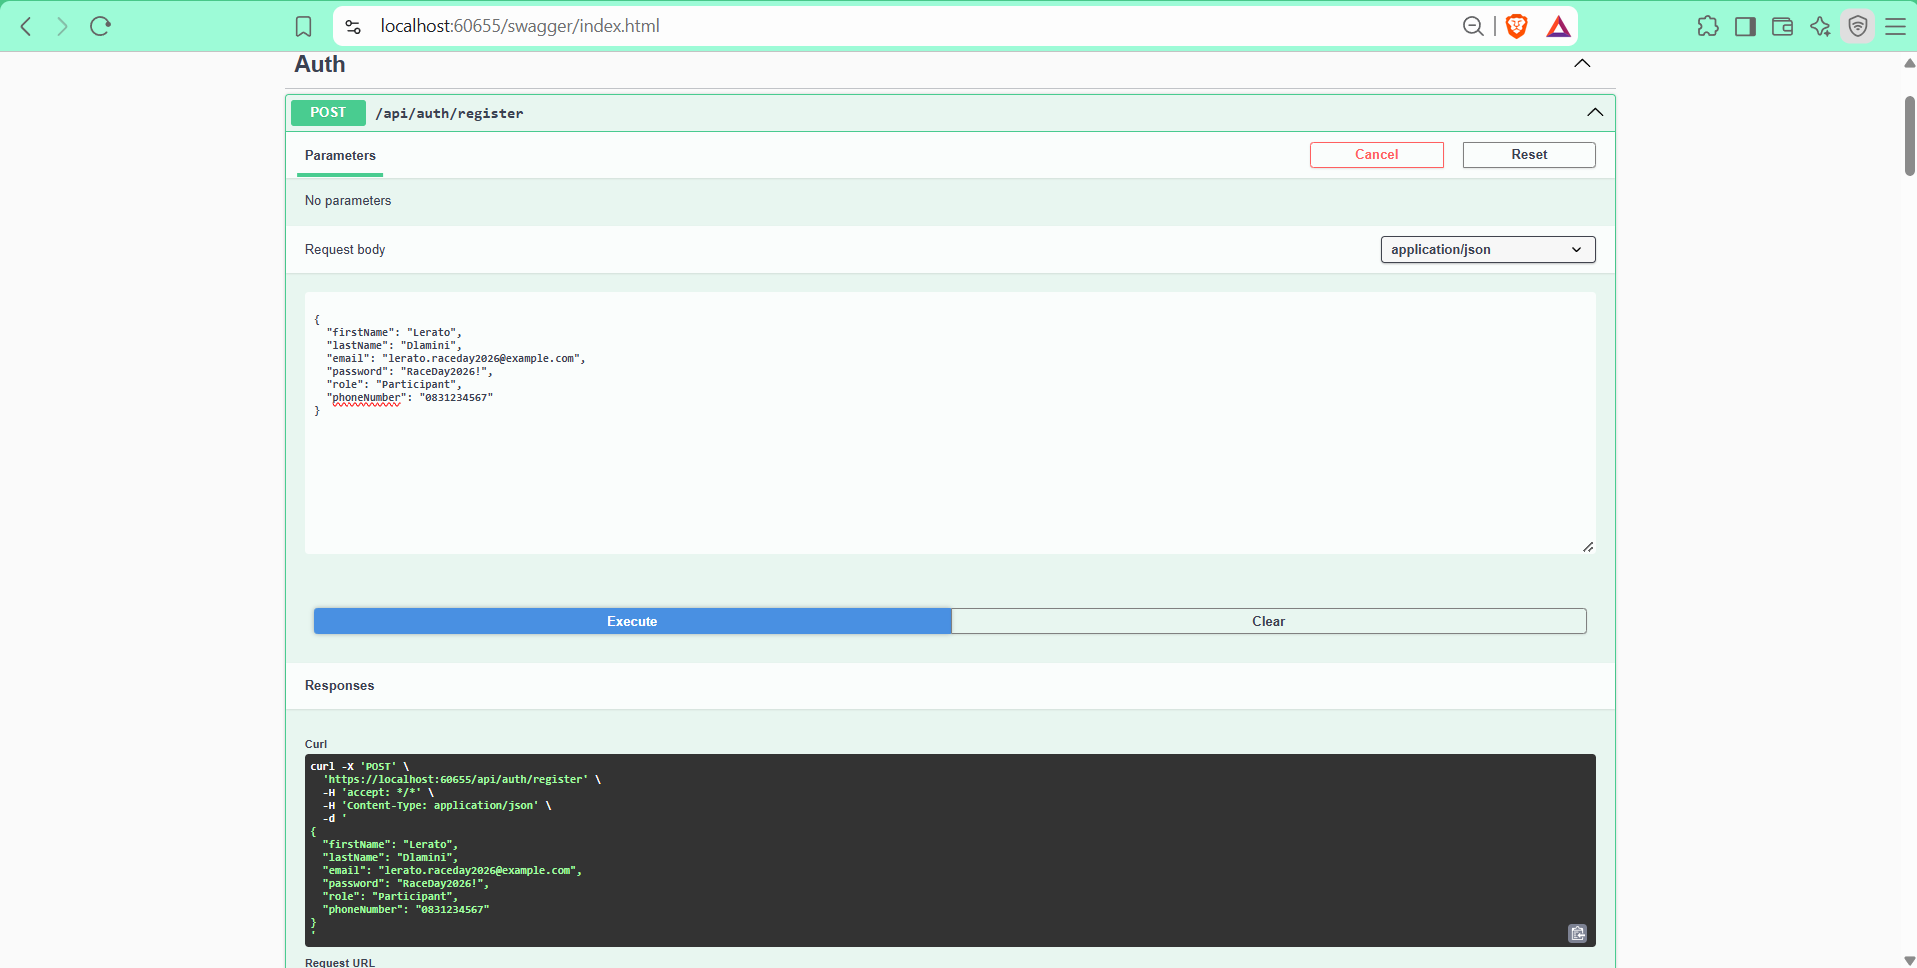 localhost:60655/swagger/index.html
Auth
POST /api/auth/register
Parameters
Cancel
Reset
No parameters
Request body
application/json
{
  "firstName": "Lerato",
  "lastName": "Dlamini",
  "email": "lerato.raceday2026@example.com",
  "password": "RaceDay2026!",
  "role": "Participant",
  "phoneNumber": "0831234567"
}
Execute
Clear
Responses
Curl
curl -X 'POST' \
  'https://localhost:60655/api/auth/register' \
  -H 'accept: */*' \
  -H 'Content-Type: application/json' \
  -d '
{
  "firstName": "Lerato",
  "lastName": "Dlamini",
  "email": "lerato.raceday2026@example.com",
  "password": "RaceDay2026!",
  "role": "Participant",
  "phoneNumber": "0831234567"
}
'
Request URL